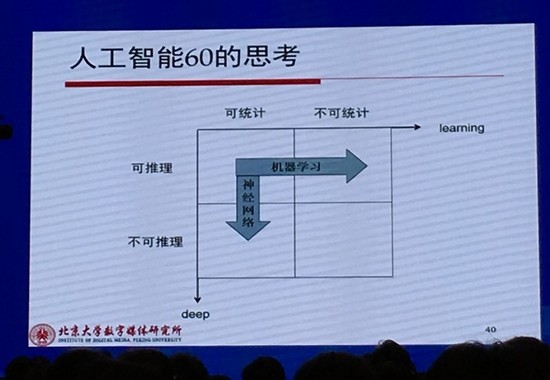 人工智能60的思考
可统计
不可统计
learning
可推理
机器学习
神经网络
不可推理
deep
北京大学数字媒体研究所
INSTITUTE OF DIGITAL MEDIA, PEKING UNIVERSITY
40